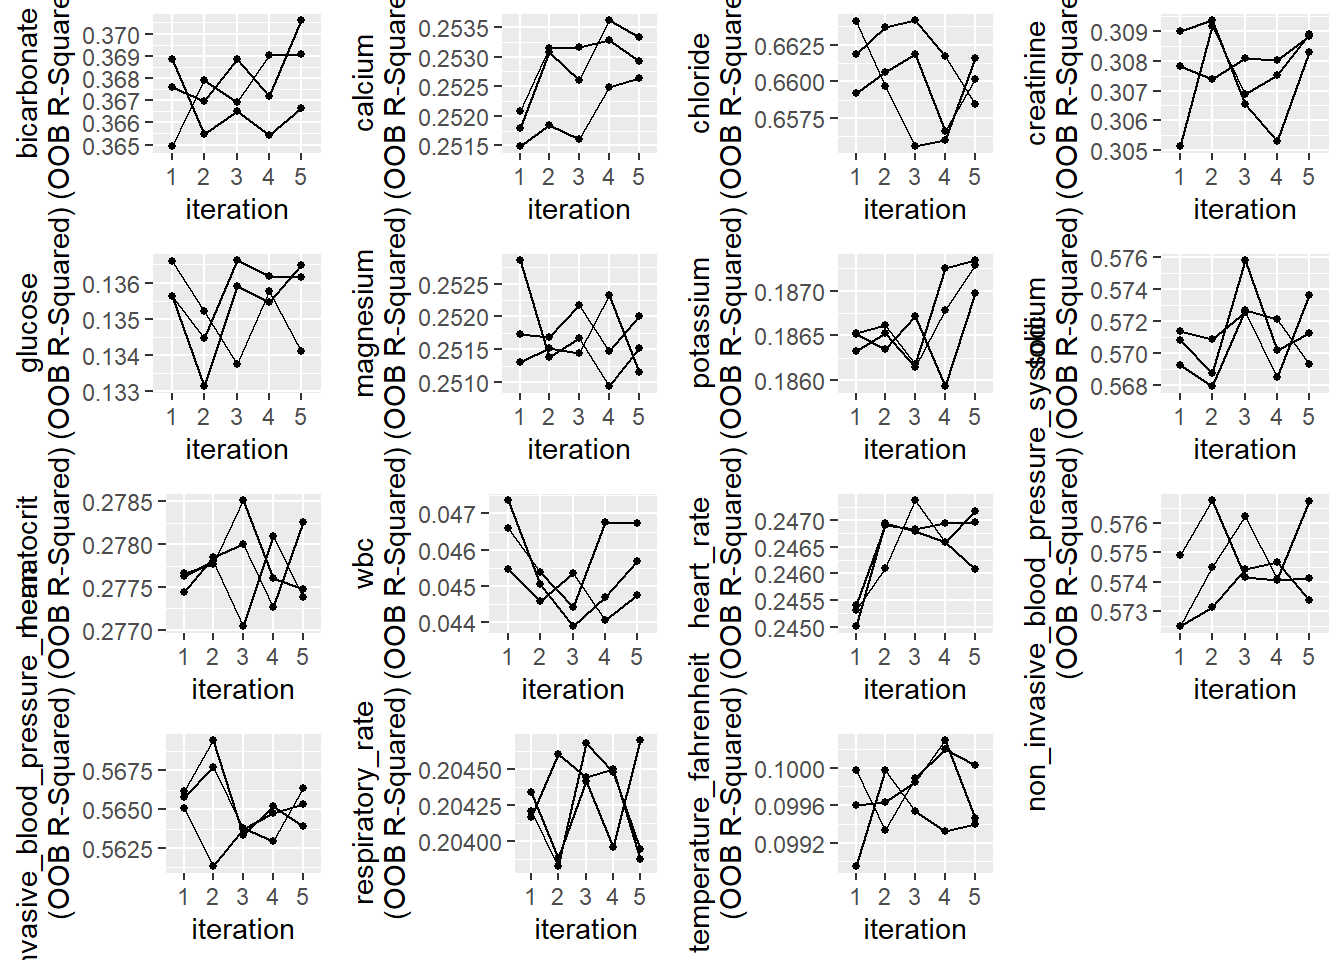 bicarbonate
(OOB R-Square
0.370
0.369
0.368
0.367
0.366
0.365
1 2 3 4 5
iteration
calcium
(OOB R-Square
0.2535
0.2530
0.2525
0.2520
0.2515
1 2 3 4 5
iteration
chloride
(OOB R-Square
0.6625
0.6600
0.6575
1 2 3 4 5
iteration
creatinine
(OOB R-Square
0.309
0.308
0.307
0.306
0.305
1 2 3 4 5
iteration
glucose
(OOB R-Squared)
0.136
0.135
0.134
0.133
1 2 3 4 5
iteration
magnesium
(OOB R-Squared)
0.2525
0.2520
0.2515
0.2510
1 2 3 4 5
iteration
potassium
(OOB R-Squared)
0.1870
0.1865
0.1860
1 2 3 4 5
iteration
(OOB R-Squared)
0.576
0.574
0.572
0.570
0.568
1 2 3 4 5
iteration
(OOB R-Squared)
0.2785
0.2780
0.2775
0.2770
1 2 3 4 5
iteration
wbc
(OOB R-Squared)
0.047
0.046
0.045
0.044
1 2 3 4 5
iteration
heart_rate
(OOB R-Squared)
0.2470
0.2465
0.2460
0.2455
0.2450
1 2 3 4 5
iteration
non_invasive_blood_pressure_
(OOB R-Squared)
0.576
0.575
0.574
0.573
1 2 3 4 5
iteration
nvasive_blood_pressure_
(OOB R-Squared)
0.5675
0.5650
0.5625
1 2 3 4 5
iteration
respiratory_rate
(OOB R-Squared)
0.20450
0.20425
0.20400
1 2 3 4 5
iteration
temperature_fahrenheit
(OOB R-Squared)
0.1000
0.0996
0.0992
1 2 3 4 5
iteration